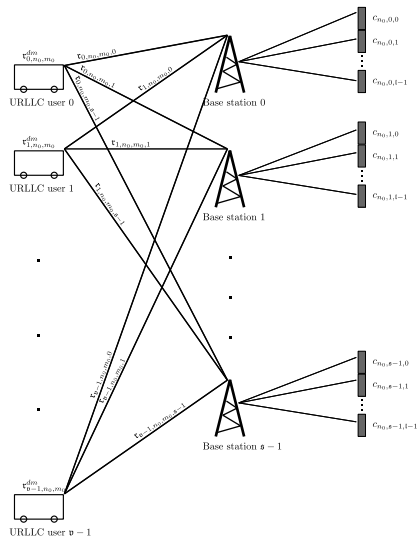 𝔯^{dm}_{0,n_0,m_0}
URLLC user 0
𝔯_{0,n_0,m_0,0}
𝔯_{0,n_0,m_0,1}
𝔯_{0,n_0,m_0,𝔰−1}
Base station 0
c_{n_0,0,0}
c_{n_0,0,1}
c_{n_0,0,𝔩−1}
𝔯^{dm}_{1,n_0,m_0}
URLLC user 1
𝔯_{1,n_0,m_0,0}
𝔯_{1,n_0,m_0,1}
𝔯_{1,n_0,m_0,𝔰−1}
Base station 1
c_{n_0,1,0}
c_{n_0,1,1}
c_{n_0,1,𝔩−1}
𝔯_{𝔳−1,n_0,m_0,0}
𝔯_{𝔳−1,n_0,m_0,1}
𝔯_{𝔳−1,n_0,m_0,𝔰−1}
Base station 𝔰 − 1
c_{n_0,𝔰−1,0}
c_{n_0,𝔰−1,1}
c_{n_0,𝔰−1,𝔩−1}
𝔯^{dm}_{𝔳−1,n_0,m_0}
URLLC user 𝔳 − 1